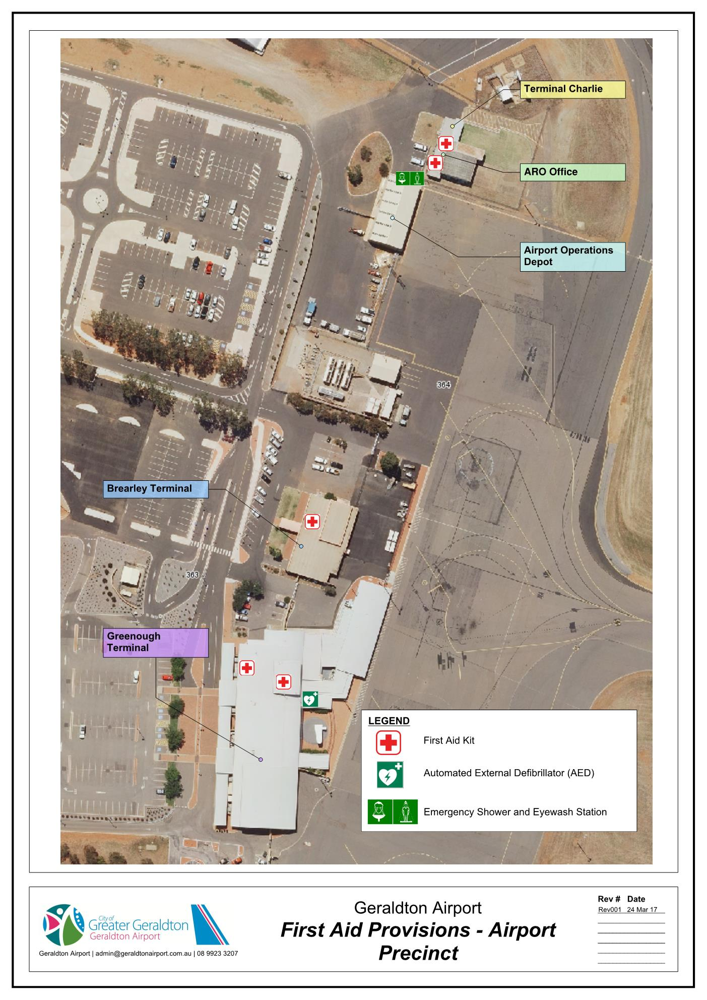 Terminal Charlie
ARO Office
Airport Operations
Depot
364
Brearley Terminal
363
Greenough
Terminal
LEGEND
First Aid Kit
Automated External Defibrillator (AED)
Emergency Shower and Eyewash Station
City of
Greater Geraldton
Geraldton Airport
Geraldton Airport | admin@geraldtonairport.com.au | 08 9923 3207
Geraldton Airport
First Aid Provisions - Airport
Precinct
Rev # Date
Rev001 24 Mar 17